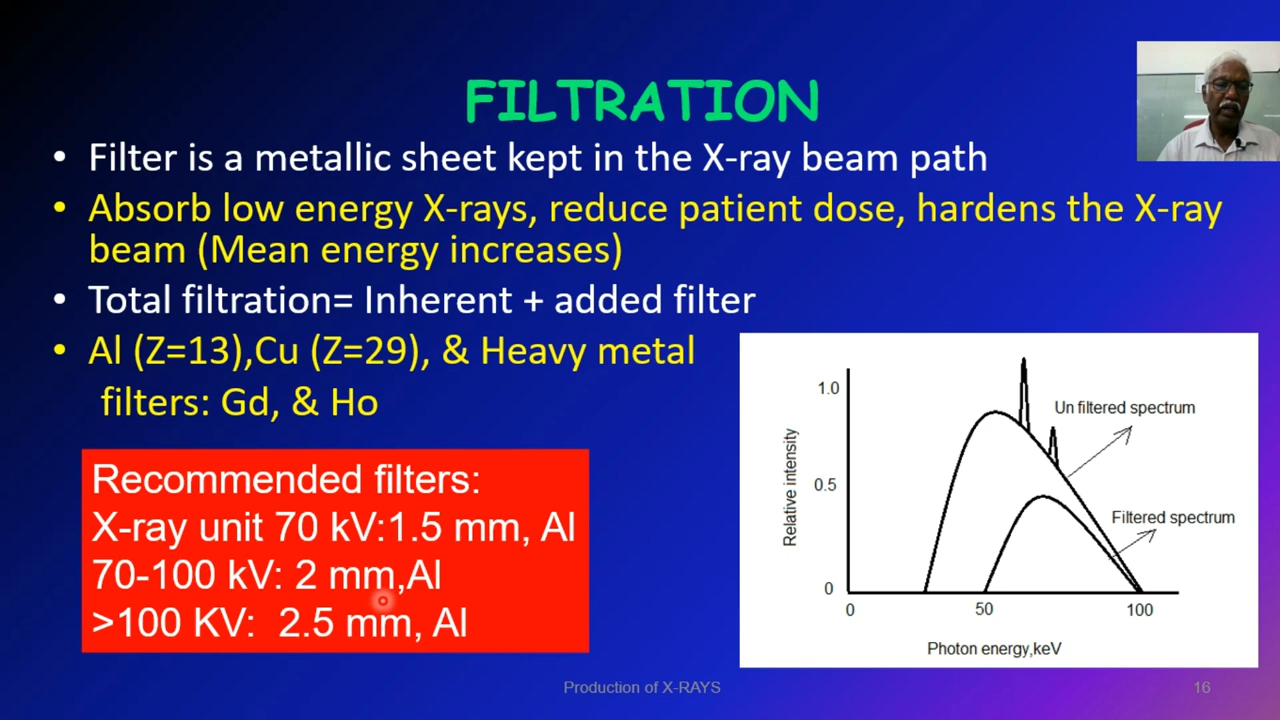 FILTRATION
• Filter is a metallic sheet kept in the X-ray beam path
• Absorb low energy X-rays, reduce patient dose, hardens the X-ray
beam (Mean energy increases)
• Total filtration= Inherent + added filter
• Al (Z=13),Cu (Z=29), & Heavy metal
filters: Gd, & Ho
Recommended filters:
X-ray unit 70 kV:1.5 mm, Al
70-100 kV: 2 mm,Al
>100 KV: 2.5 mm, Al
1.0
0.5
0
Relative intensity
Un filtered spectrum
Filtered spectrum
0 50 100
Photon energy,keV
Production of X-RAYS 16